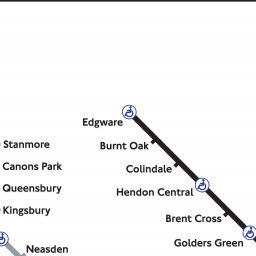 Edgware
Burnt Oak
Colindale
Hendon Central
Brent Cross
Golders Green
Stanmore
Canons Park
Queensbury
Kingsbury
Neasden